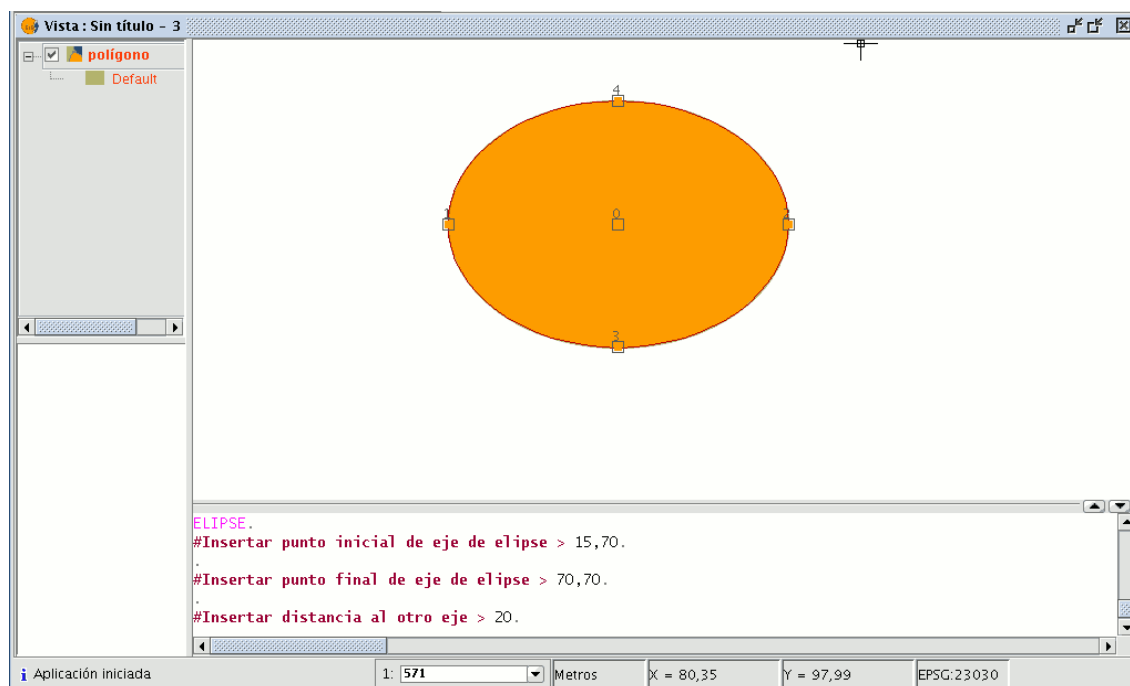 Vista : Sin título - 3
polígono
Default
4
1
0
2
3
ELIPSE.
#Insertar punto inicial de eje de elipse > 15,70.
.
#Insertar punto final de eje de elipse > 70,70.
.
#Insertar distancia al otro eje > 20.
i Aplicación iniciada
1: 571
Metros
X = 80,35
Y = 97,99
EPSG:23030